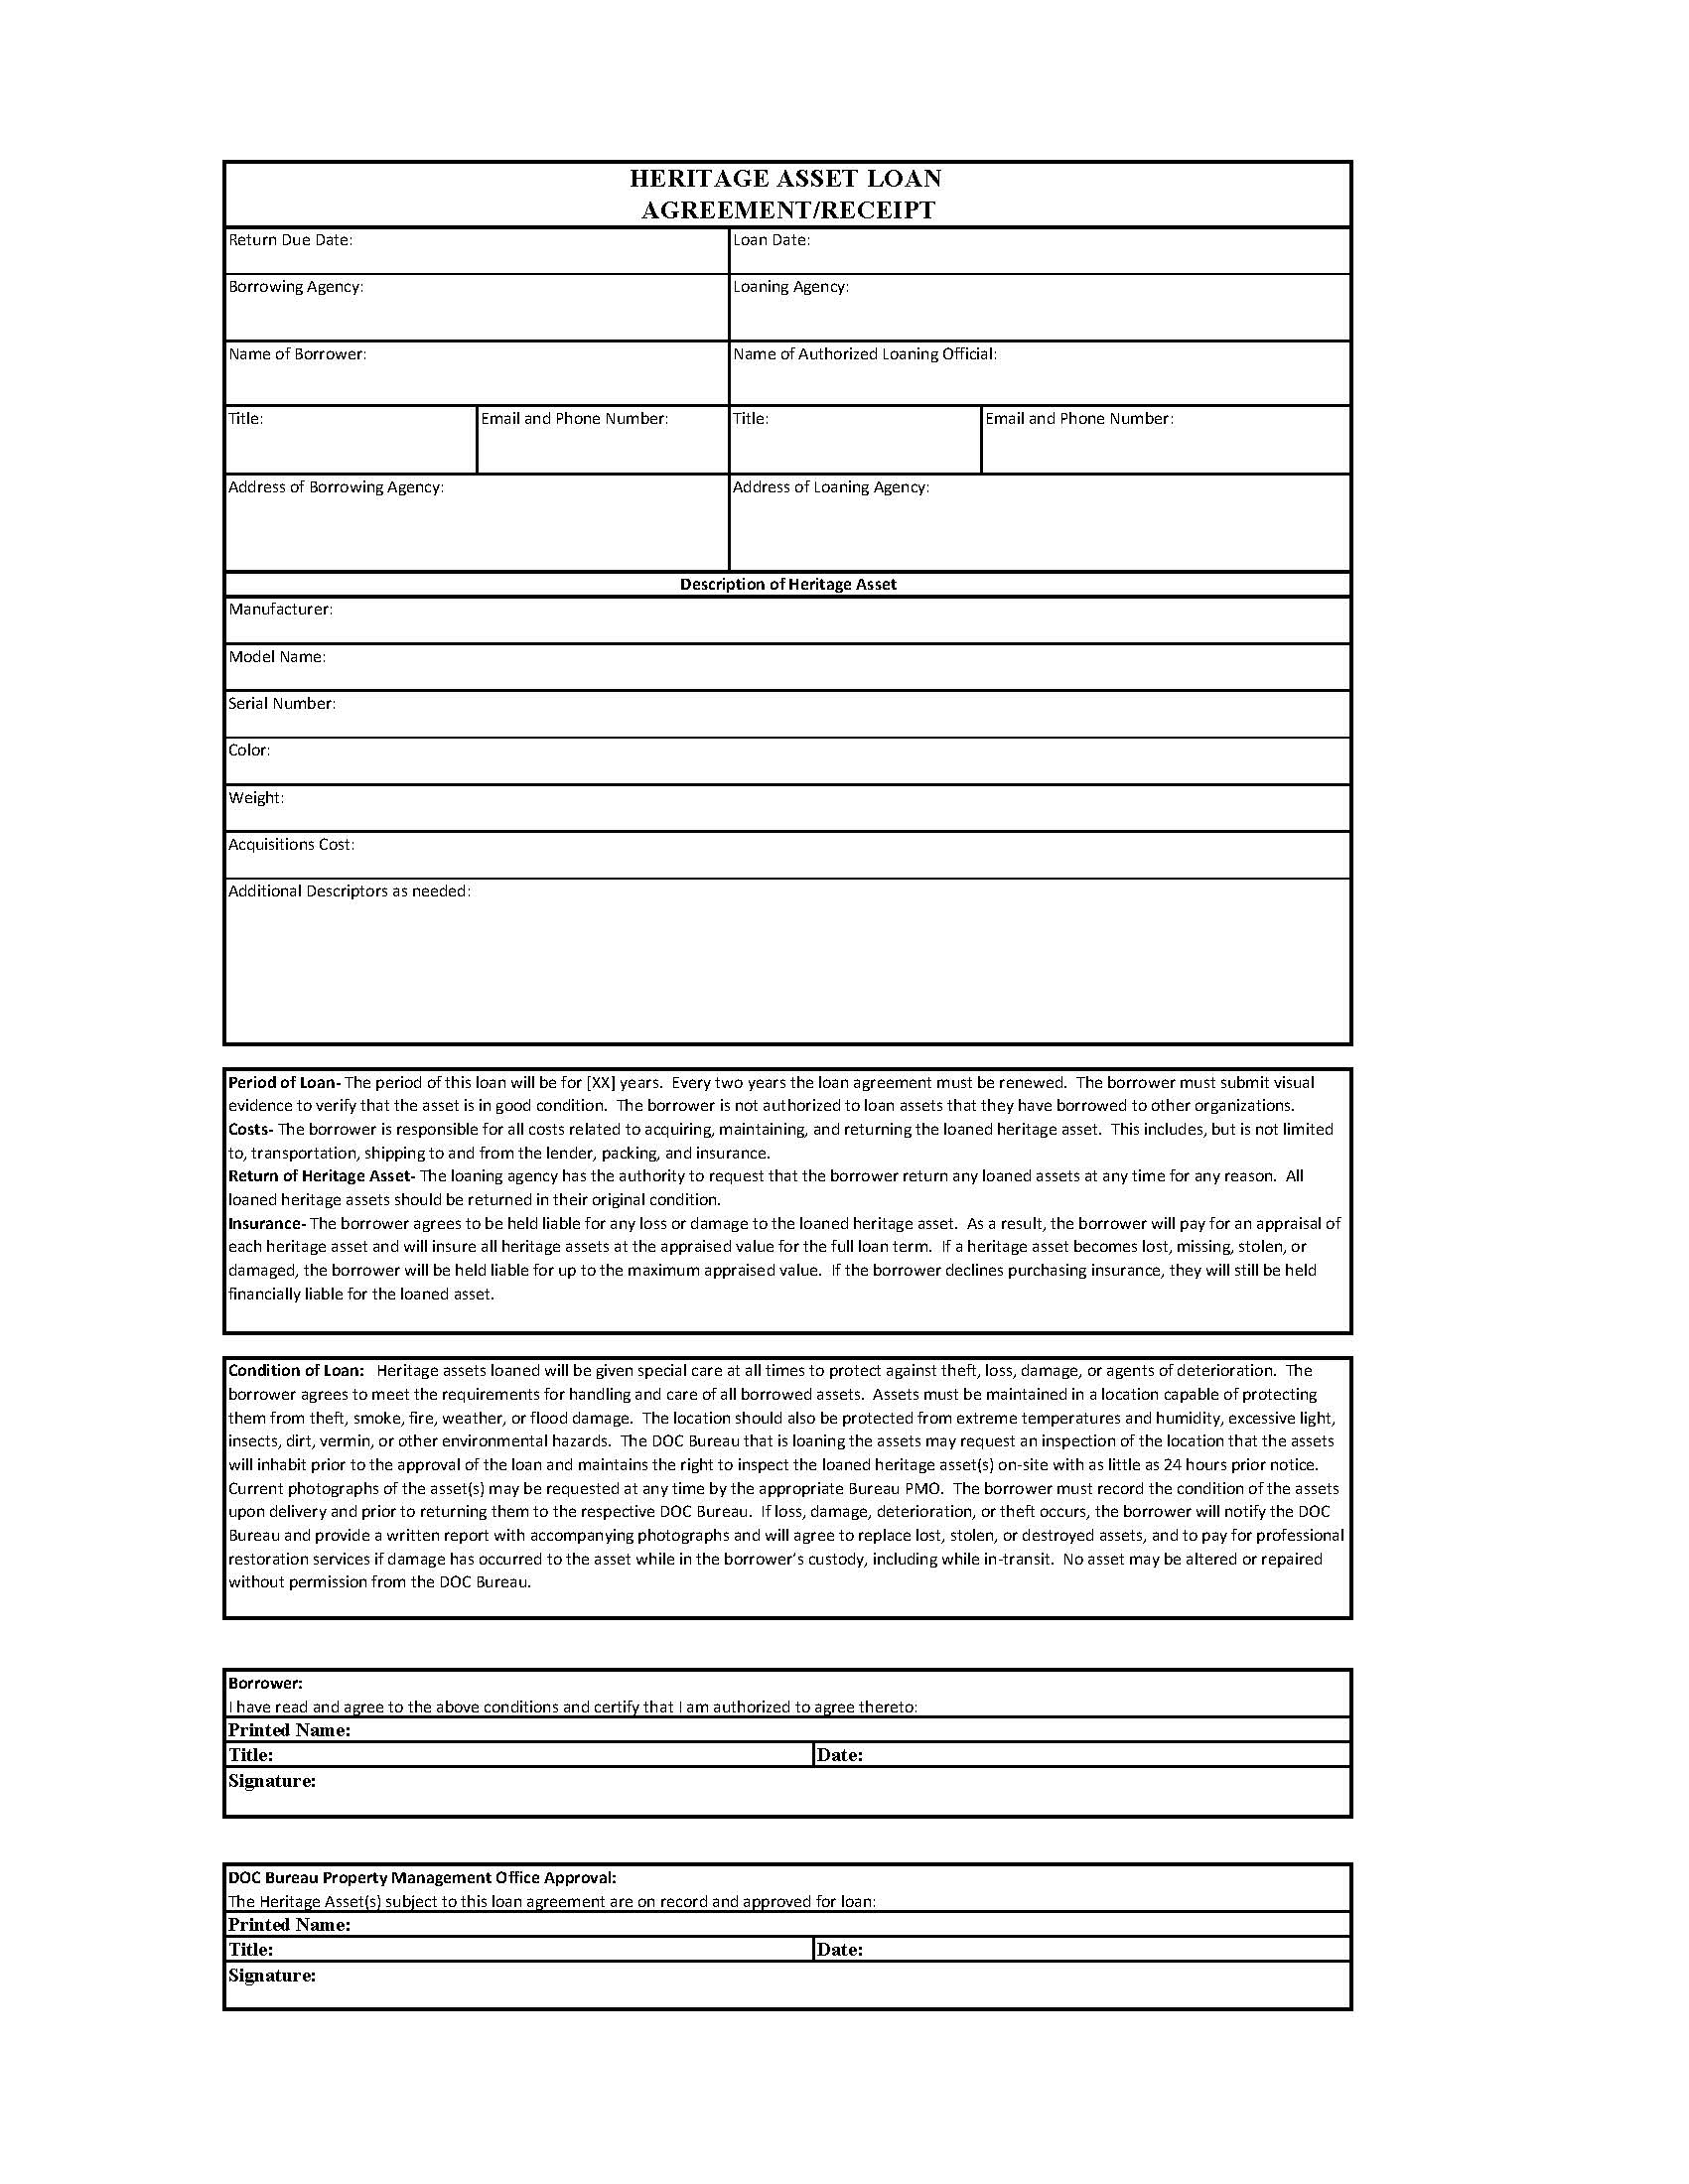 HERITAGE ASSET LOAN
AGREEMENT/RECEIPT
Return Due Date:
Loan Date:
Borrowing Agency:
Loaning Agency:
Name of Borrower:
Name of Authorized Loaning Official:
Title:
Email and Phone Number:
Title:
Email and Phone Number:
Address of Borrowing Agency:
Address of Loaning Agency:
Description of Heritage Asset
Manufacturer:
Model Name:
Serial Number:
Color:
Weight:
Acquisitions Cost:
Additional Descriptors as needed:
Period of Loan- The period of this loan will be for [XX] years. Every two years the loan agreement must be renewed. The borrower must submit visual
evidence to verify that the asset is in good condition. The borrower is not authorized to loan assets that they have borrowed to other organizations.
Costs- The borrower is responsible for all costs related to acquiring, maintaining, and returning the loaned heritage asset. This includes, but is not limited
to, transportation, shipping to and from the lender, packing, and insurance.
Return of Heritage Asset- The loaning agency has the authority to request that the borrower return any loaned assets at any time for any reason. All
loaned heritage assets should be returned in their original condition.
Insurance- The borrower agrees to be held liable for any loss or damage to the loaned heritage asset. As a result, the borrower will pay for an appraisal of
each heritage asset and will insure all heritage assets at the appraised value for the full loan term. If a heritage asset becomes lost, missing, stolen, or
damaged, the borrower will be held liable for up to the maximum appraised value. If the borrower declines purchasing insurance, they will still be held
financially liable for the loaned asset.
Condition of Loan: Heritage assets loaned will be given special care at all times to protect against theft, loss, damage, or agents of deterioration. The
borrower agrees to meet the requirements for handling and care of all borrowed assets. Assets must be maintained in a location capable of protecting
them from theft, smoke, fire, weather, or flood damage. The location should also be protected from extreme temperatures and humidity, excessive light,
insects, dirt, vermin, or other environmental hazards. The DOC Bureau that is loaning the assets may request an inspection of the location that the assets
will inhabit prior to the approval of the loan and maintains the right to inspect the loaned heritage asset(s) on-site with as little as 24 hours prior notice.
Current photographs of the asset(s) may be requested at any time by the appropriate Bureau PMO. The borrower must record the condition of the assets
upon delivery and prior to returning them to the respective DOC Bureau. If loss, damage, deterioration, or theft occurs, the borrower will notify the DOC
Bureau and provide a written report with accompanying photographs and will agree to replace lost, stolen, or destroyed assets, and to pay for professional
restoration services if damage has occurred to the asset while in the borrower's custody, including while in-transit. No asset may be altered or repaired
without permission from the DOC Bureau.
Borrower:
I have read and agree to the above conditions and certify that I am authorized to agree thereto:
Printed Name:
Title:
Date:
Signature:
DOC Bureau Property Management Office Approval:
The Heritage Asset(s) subject to this loan agreement are on record and approved for loan:
Printed Name:
Title:
Date:
Signature: